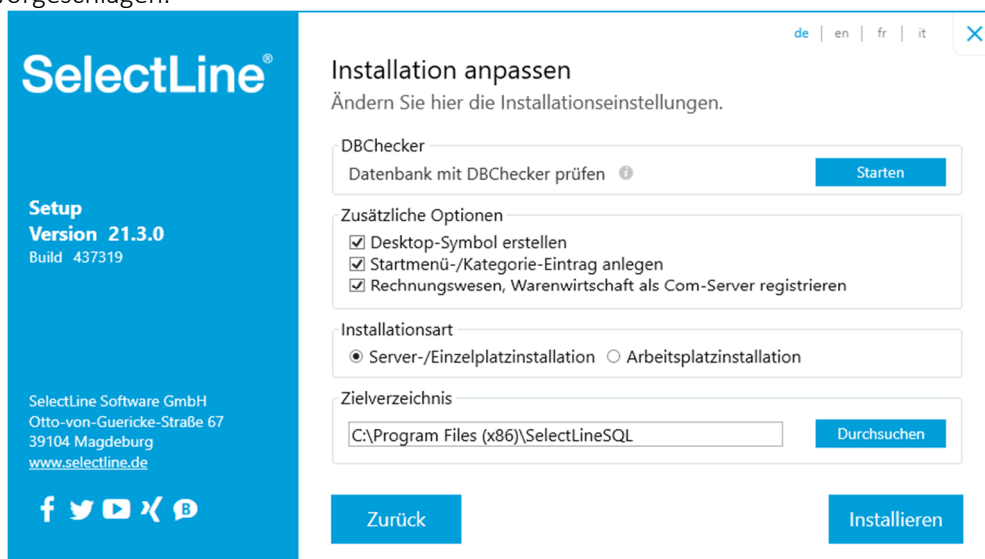 vorgeschlagen.
de | en | fr | it
SelectLine®
Installation anpassen
Ändern Sie hier die Installationseinstellungen.
DBChecker
Datenbank mit DBChecker prüfen
Starten
Setup
Version 21.3.0
Build 437319
Zusätzliche Optionen
Desktop-Symbol erstellen
Startmenü-/Kategorie-Eintrag anlegen
Rechnungswesen, Warenwirtschaft als Com-Server registrieren
Installationsart
Server-/Einzelplatzinstallation Arbeitsplatzinstallation
Zielverzeichnis
C:\Program Files (x86)\SelectLineSQL
Durchsuchen
SelectLine Software GmbH
Otto-von-Guericke-Straße 67
39104 Magdeburg
www.selectline.de
Zurück
Installieren